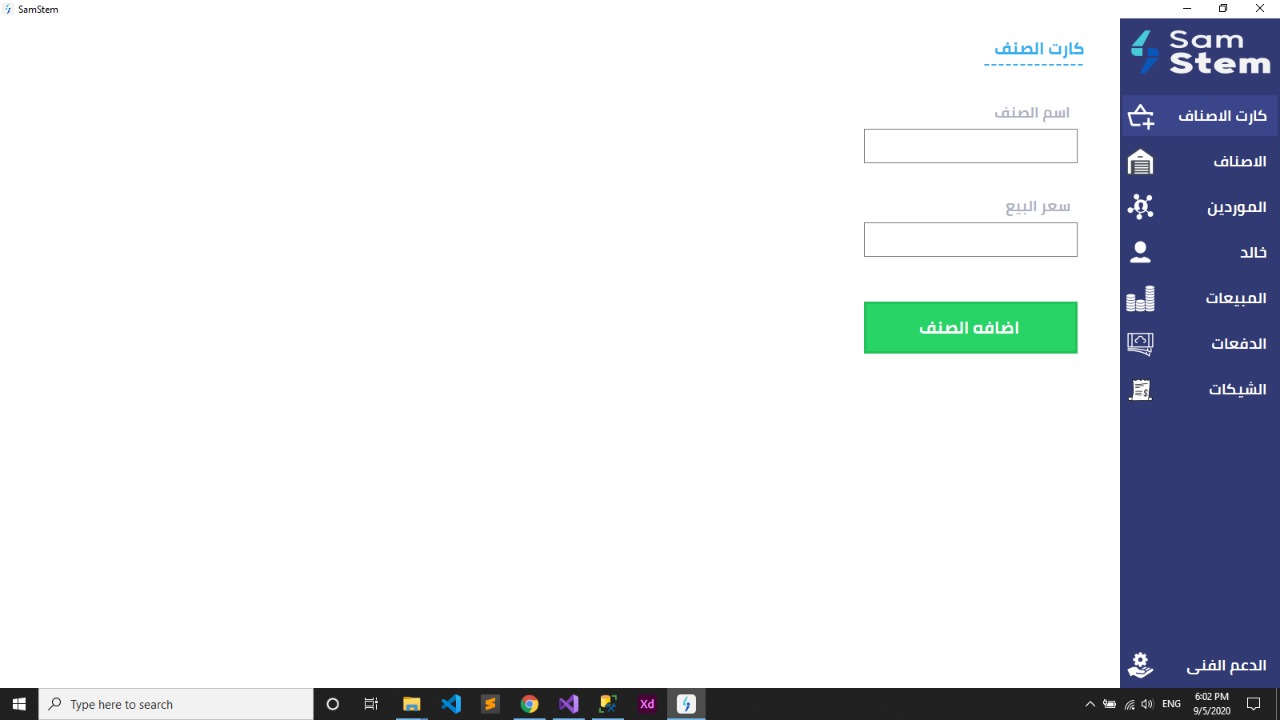 SamStem
Sam
Stem
كارت الاصناف
الاصناف
الموردين
خالد
المبيعات
الدفعات
الشيكات
الدعم الفنى
كارت الصنف
اسم الصنف
سعر البيع
اضافه الصنف
Type here to search
Xd
ENG
6:02 PM
9/5/2020